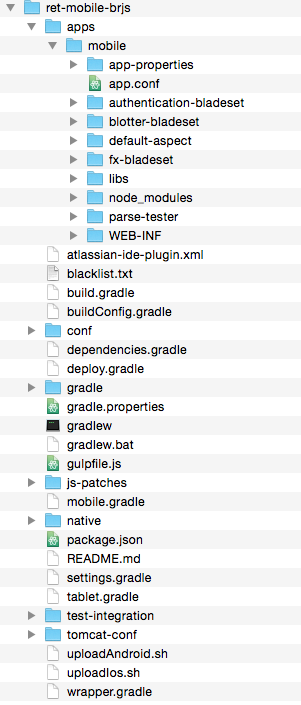 ret-mobile-brjs
apps
mobile
app-properties
app.conf
authentication-bladeset
blotter-bladeset
default-aspect
fx-bladeset
libs
node_modules
parse-tester
WEB-INF
atlassian-ide-plugin.xml
blacklist.txt
build.gradle
buildConfig.gradle
conf
dependencies.gradle
deploy.gradle
gradle
gradle.properties
gradlew
gradlew.bat
gulpfile.js
js-patches
mobile.gradle
native
package.json
README.md
settings.gradle
tablet.gradle
test-integration
tomcat-conf
uploadAndroid.sh
uploadIos.sh
wrapper.gradle